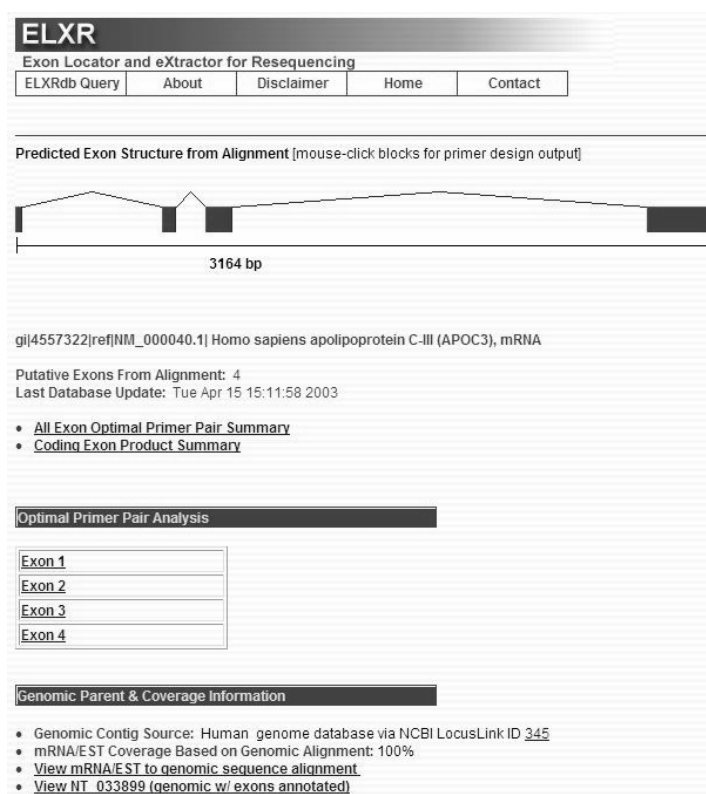 ELXR
Exon Locator and eXtractor for Resequencing
ELXRdb Query About Disclaimer Home Contact
Predicted Exon Structure from Alignment [mouse-click blocks for primer design output]
3164 bp
gi|4557322|ref|NM_000040.1| Homo sapiens apolipoprotein C-III (APOC3), mRNA
Putative Exons From Alignment: 4
Last Database Update: Tue Apr 15 15:11:58 2003
• All Exon Optimal Primer Pair Summary
• Coding Exon Product Summary
Optimal Primer Pair Analysis
Exon 1
Exon 2
Exon 3
Exon 4
Genomic Parent & Coverage Information
• Genomic Contig Source: Human genome database via NCBI LocusLink ID 345
• mRNA/EST Coverage Based on Genomic Alignment: 100%
• View mRNA/EST to genomic sequence alignment
• View NT_033899 (genomic w/ exons annotated)